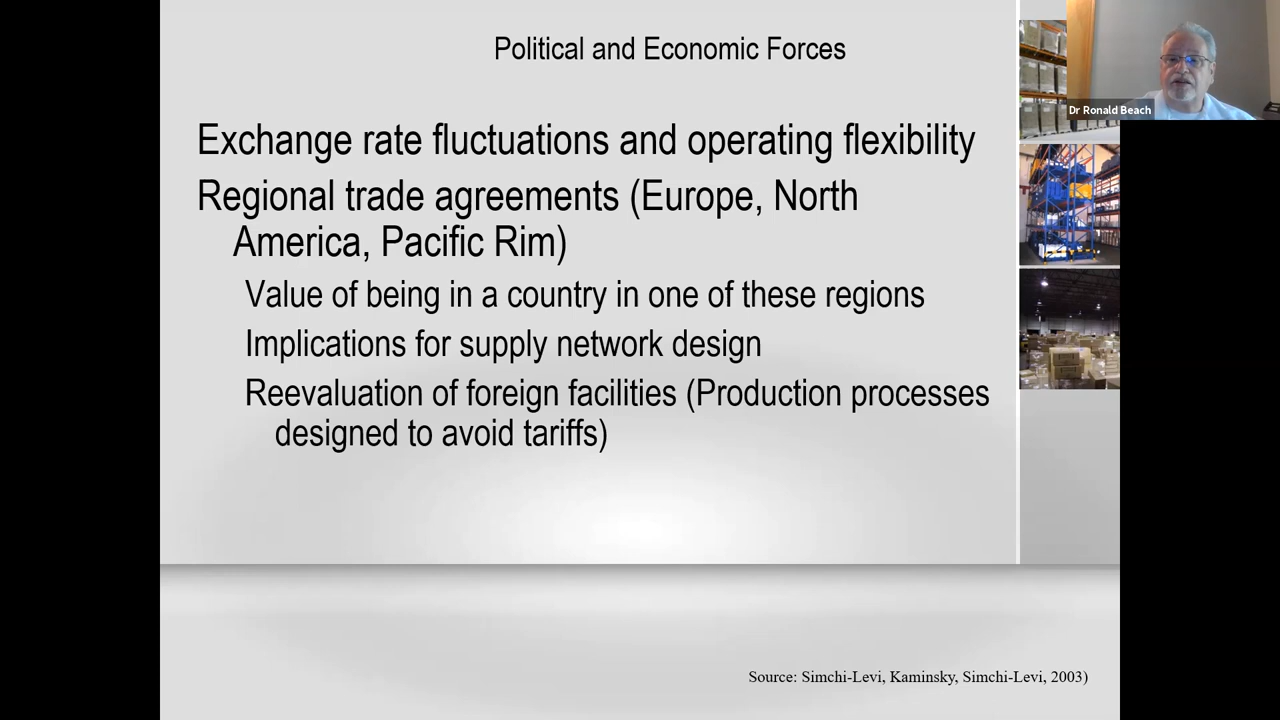 Political and Economic Forces
Dr Ronald Beach
Exchange rate fluctuations and operating flexibility
Regional trade agreements (Europe, North
America, Pacific Rim)
Value of being in a country in one of these regions
Implications for supply network design
Reevaluation of foreign facilities (Production processes
designed to avoid tariffs)
Source: Simchi-Levi, Kaminsky, Simchi-Levi, 2003)